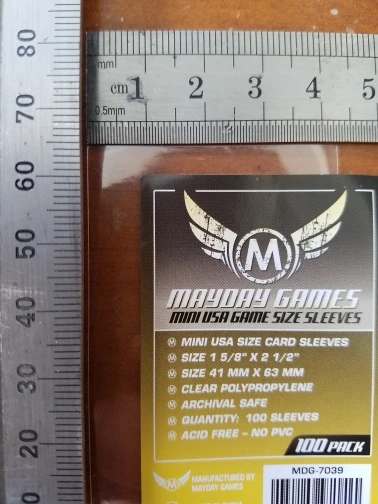 80
70
60
50
40
30
20
mm
cm 1 2 3 4 5
0.5mm
M
MAYDAY GAMES
MINI USA GAME SIZE SLEEVES
M MINI USA SIZE CARD SLEEVES
M SIZE 1 5/8" X 2 1/2"
M SIZE 41 MM X 63 MM
M CLEAR POLYPROPYLENE
M ARCHIVAL SAFE
M QUANTITY: 100 SLEEVES
M ACID FREE - NO PVC
100 PACK
MDG-7039
M
MANUFACTURED BY
MAYDAY GAMES